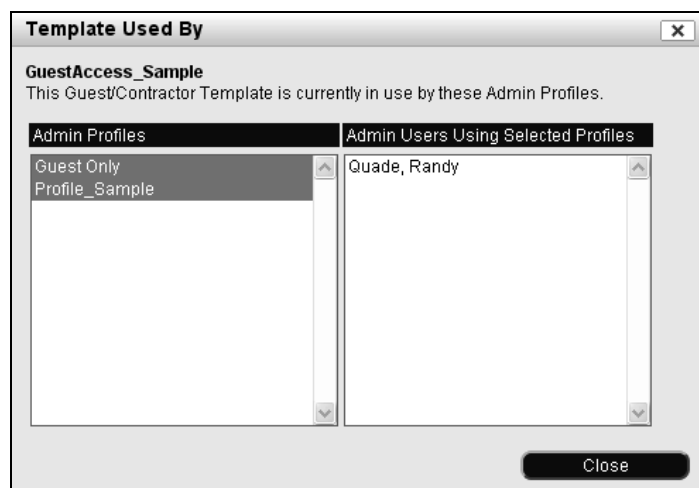 Template Used By
GuestAccess_Sample
This Guest/Contractor Template is currently in use by these Admin Profiles.
Admin Profiles
Admin Users Using Selected Profiles
Guest Only
Profile_Sample
Quade, Randy
Close